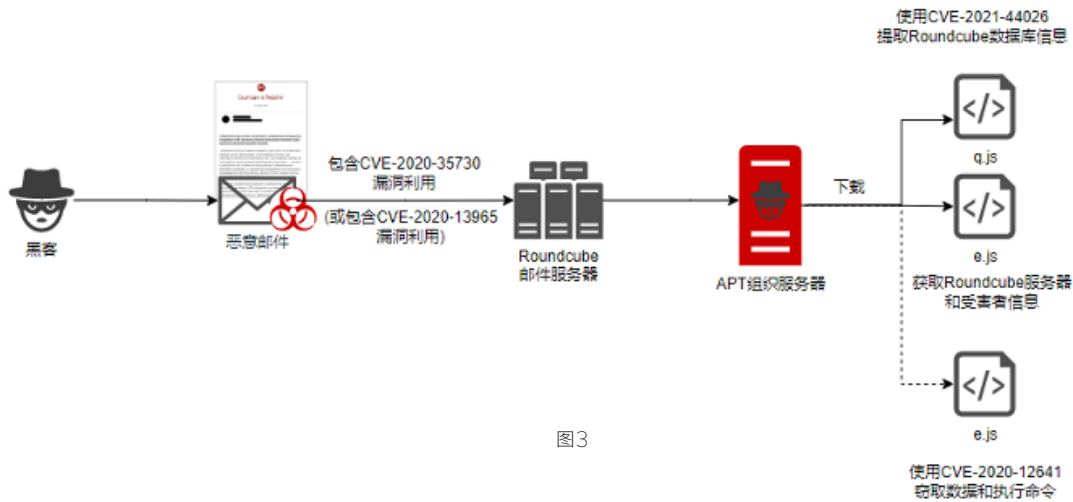 使用CVE-2021-44026
提取Roundcube数据库信息
包含CVE-2020-35730
漏洞利用
(或包含CVE-2020-13965
漏洞利用)
黑客
恶意邮件
Roundcube
邮件服务器
APT组织服务器
下载
q.js
e.js
获取Roundcube服务器
和受害者信息
e.js
使用CVE-2020-12641
窃取数据和执行命令
图3